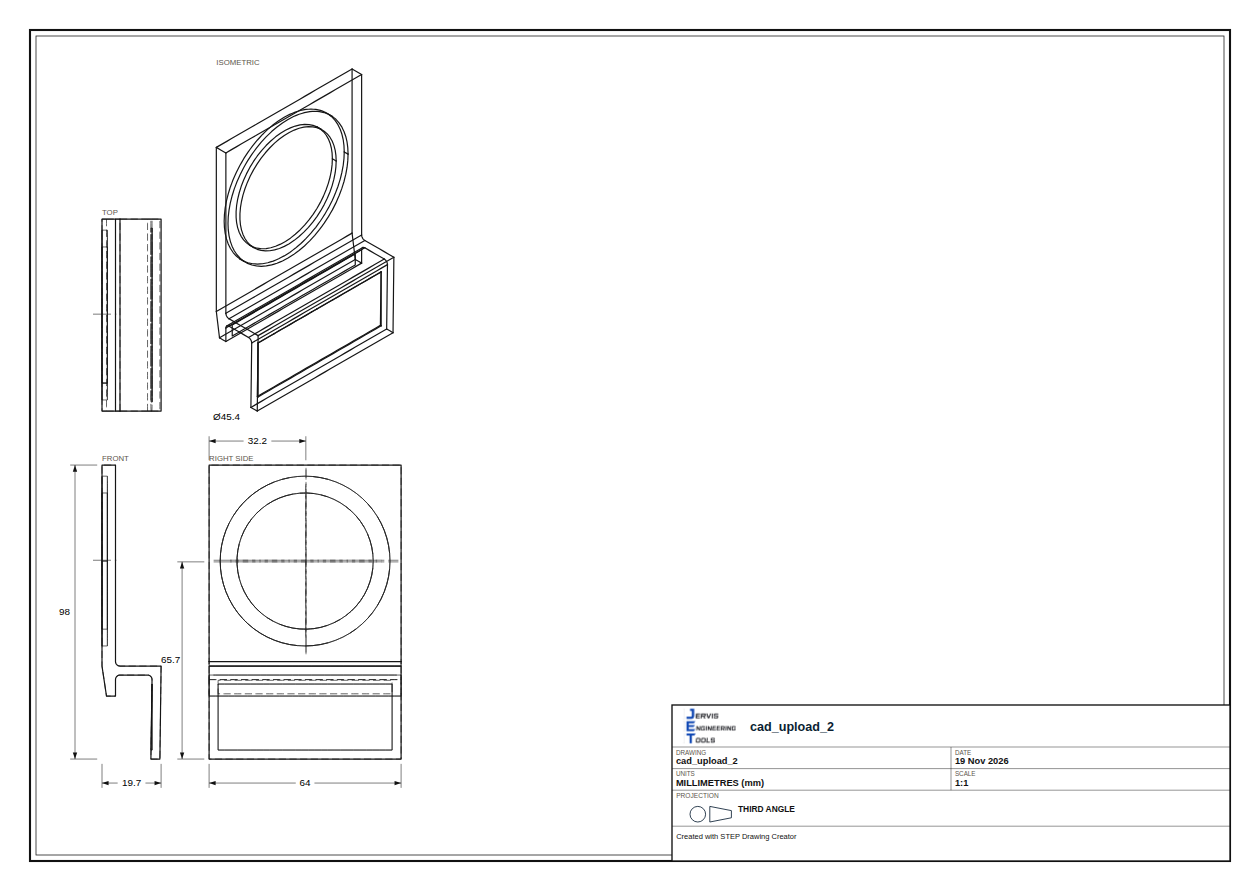 ISOMETRIC
TOP
Ø45.4
32.2
FRONT
RIGHT SIDE
98
65.7
19.7
64
JERVIS
ENGINEERING
TOOLS
cad_upload_2
DRAWING
cad_upload_2
DATE
19 Nov 2026
UNITS
MILLIMETRES (mm)
SCALE
1:1
PROJECTION
THIRD ANGLE
Created with STEP Drawing Creator